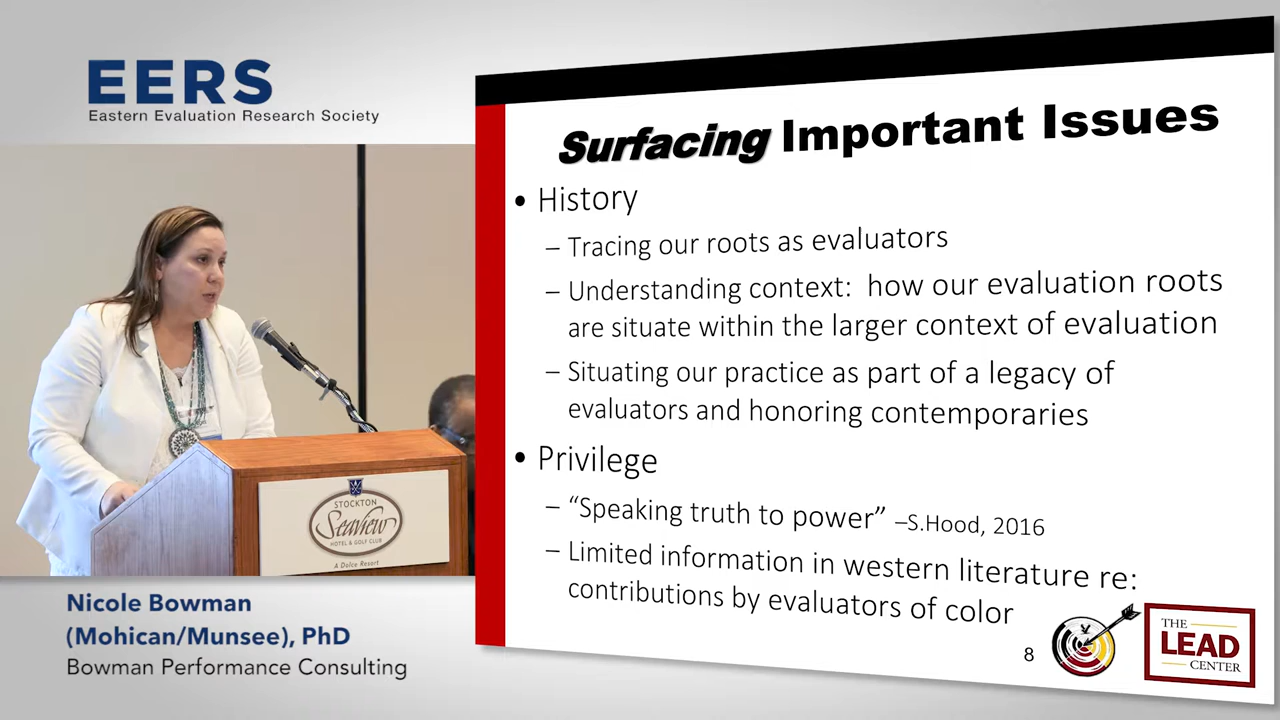 EERS
Eastern Evaluation Research Society
Surfacing Important Issues
• History
– Tracing our roots as evaluators
– Understanding context:  how our evaluation roots
are situate within the larger context of evaluation
– Situating our practice as part of a legacy of
evaluators and honoring contemporaries
• Privilege
– “Speaking truth to power” –S.Hood, 2016
– Limited information in western literature re:
contributions by evaluators of color
8
THE
LEAD
CENTER
STOCKTON
Seaview
HOTEL & GOLF CLUB
A Dolce Resort
Nicole Bowman
(Mohican/Munsee), PhD
Bowman Performance Consulting